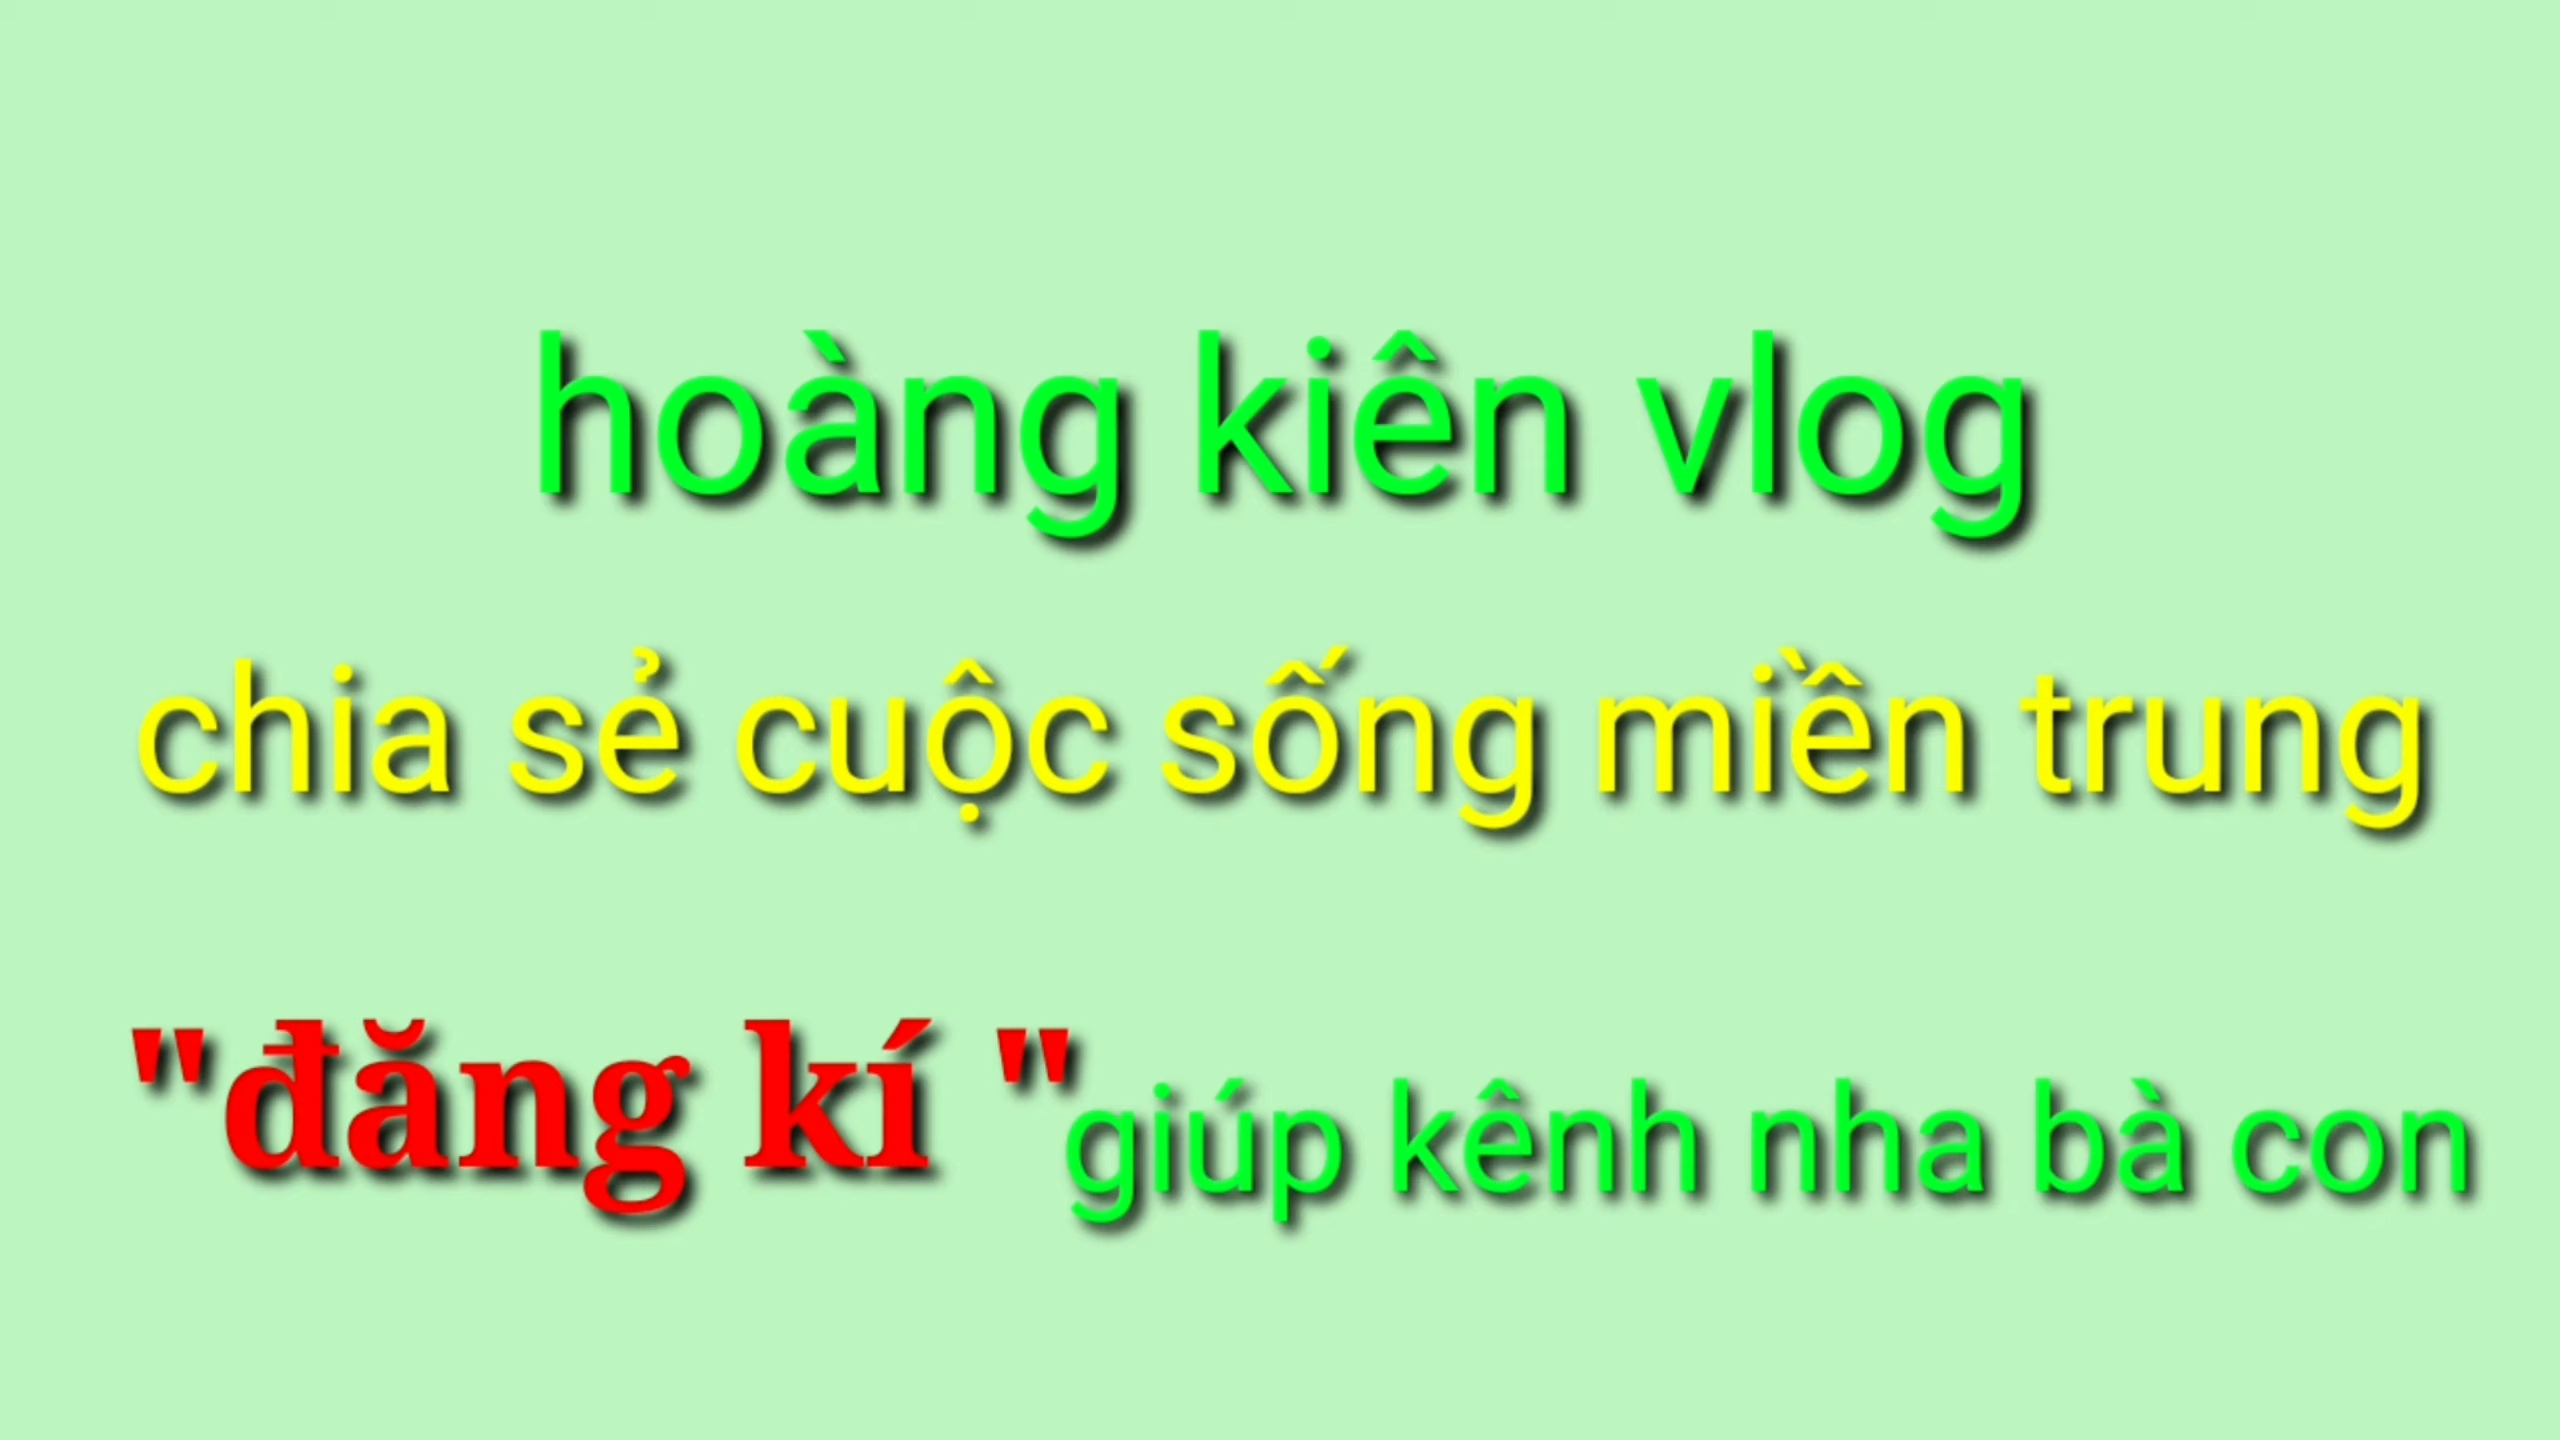 hoàng kiên vlog
chia sẻ cuộc sống miền trung
"đăng kí " giúp kênh nha bà con